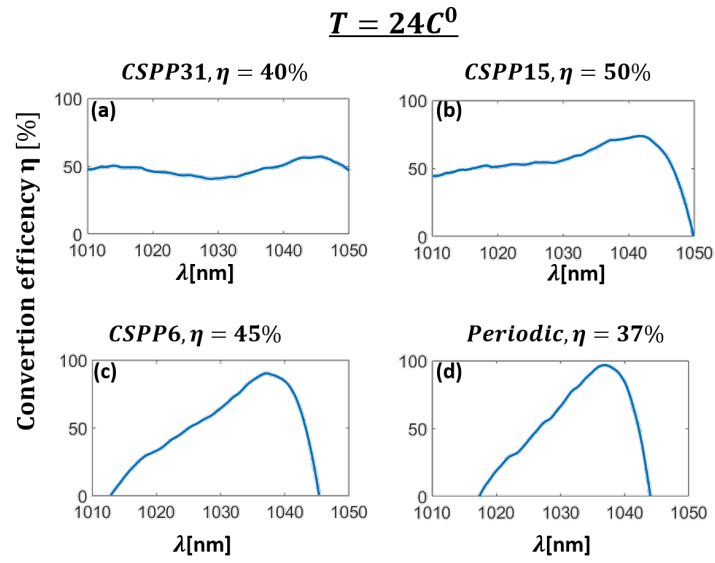 T = 24C⁰
CSPP31, η = 40%
CSPP15, η = 50%
Convertion efficency η [%]
(a)
100
50
0
1010 1020 1030 1040 1050
λ[nm]
(b)
100
50
0
1010 1020 1030 1040 1050
λ[nm]
CSPP6, η = 45%
Periodic, η = 37%
(c)
100
50
0
1010 1020 1030 1040 1050
λ[nm]
(d)
100
50
0
1010 1020 1030 1040 1050
λ[nm]